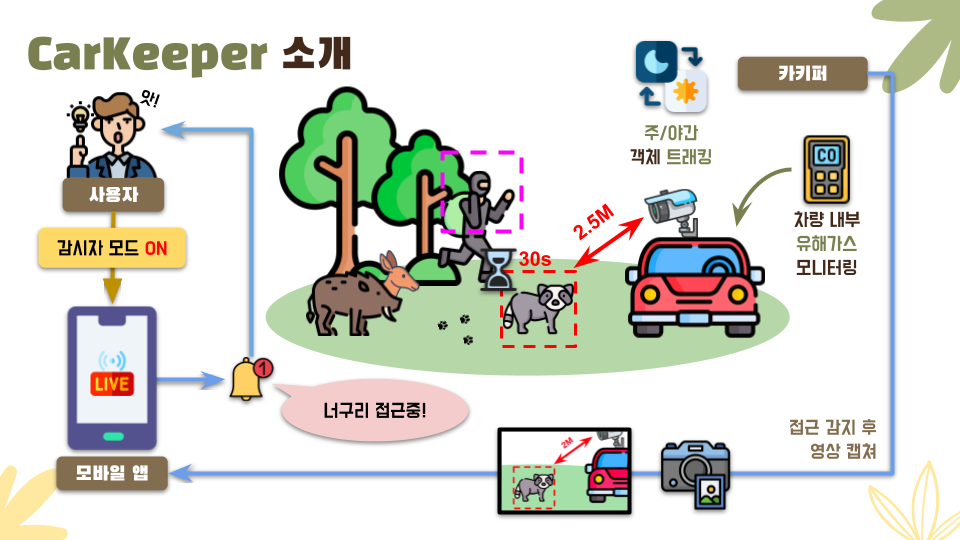 CarKeeper 소개
앗!
사용자
감시자 모드 ON
LIVE
1
너구리 접근중!
모바일 앱
30s
2.5M
주/야간
객체 트래킹
카키퍼
CO
차량 내부
유해가스
모니터링
접근 감지 후
영상 캡쳐
2M